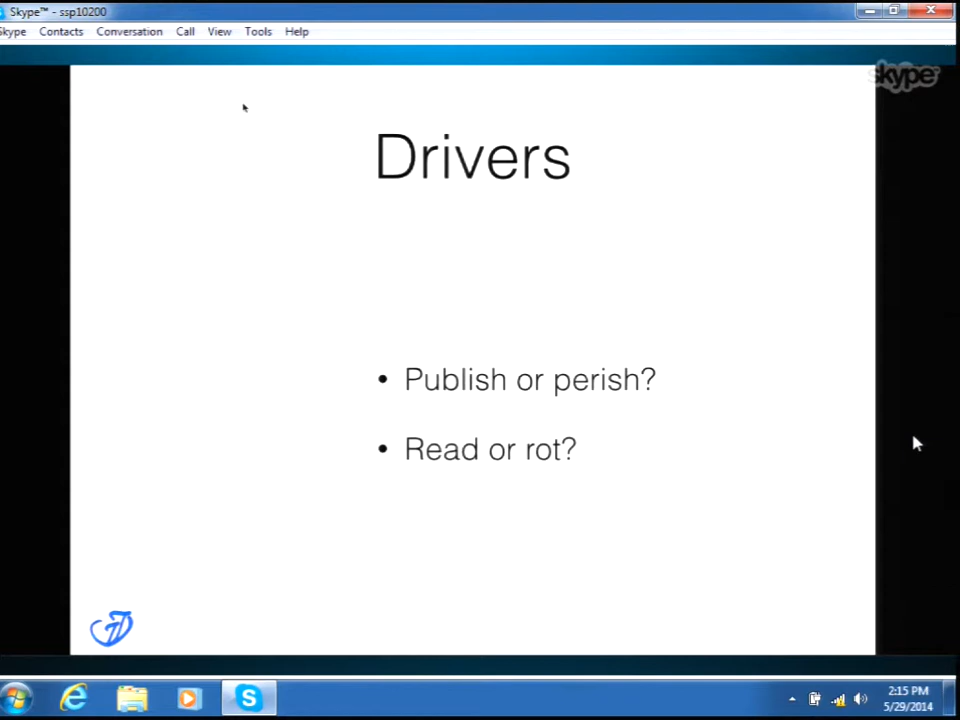 Skype™ - ssp10200
Skype Contacts Conversation Call View Tools Help
skype
Drivers
• Publish or perish?
• Read or rot?
2:15 PM
5/29/2014